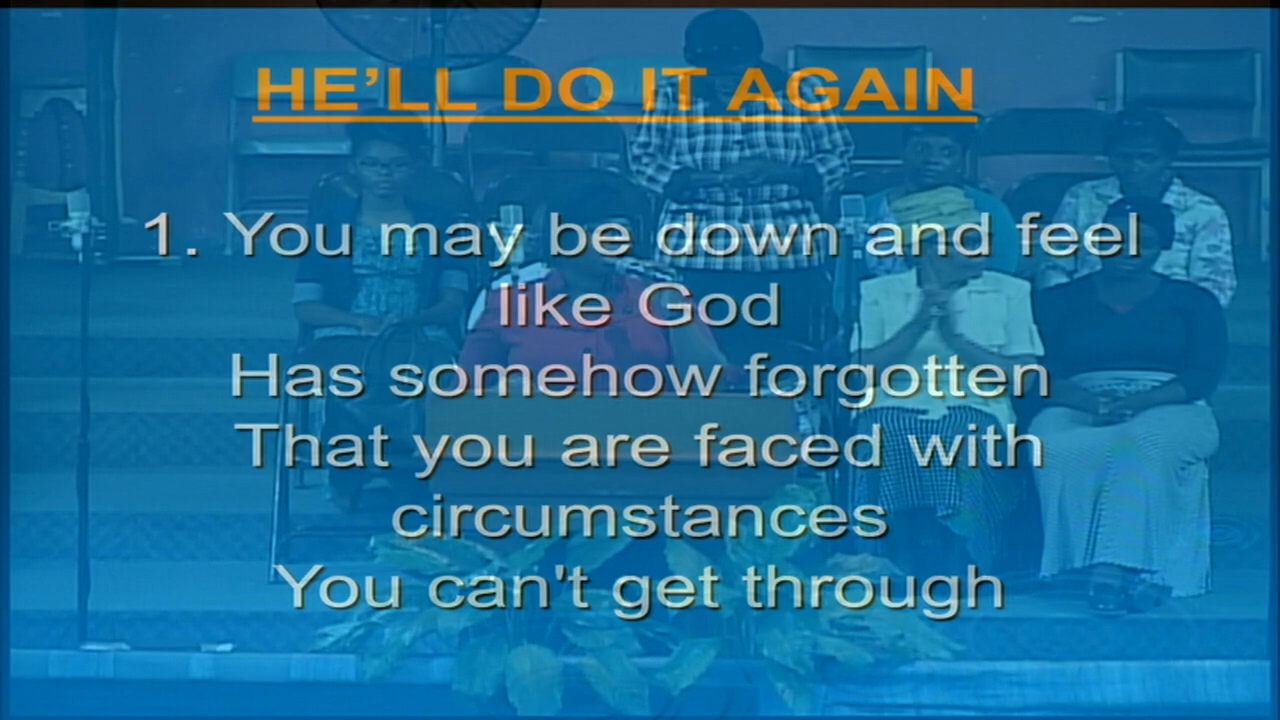 HE'LL DO IT AGAIN
1. You may be down and feel
like God
Has somehow forgotten
That you are faced with
circumstances
You can't get through